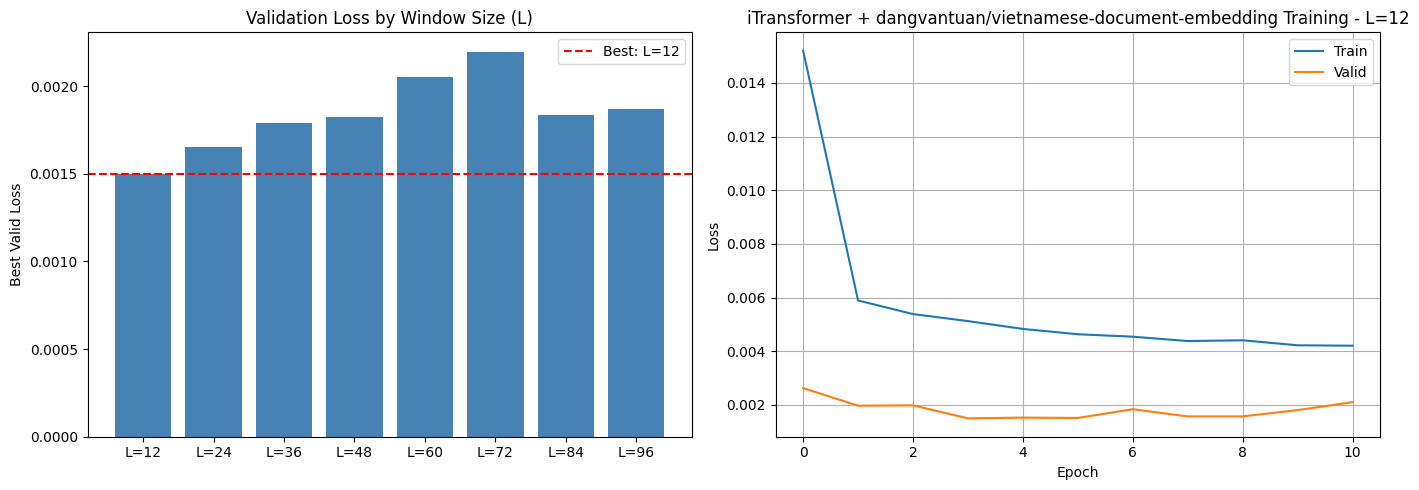 Validation Loss by Window Size (L)
Best Valid Loss
0.0020
0.0015
0.0010
0.0005
0.0000
Best: L=12
L=12 L=24 L=36 L=48 L=60 L=72 L=84 L=96
iTransformer + dangvantuan/vietnamese-document-embedding Training - L=12
Loss
0.014
0.012
0.010
0.008
0.006
0.004
0.002
Train
Valid
0 2 4 6 8 10
Epoch